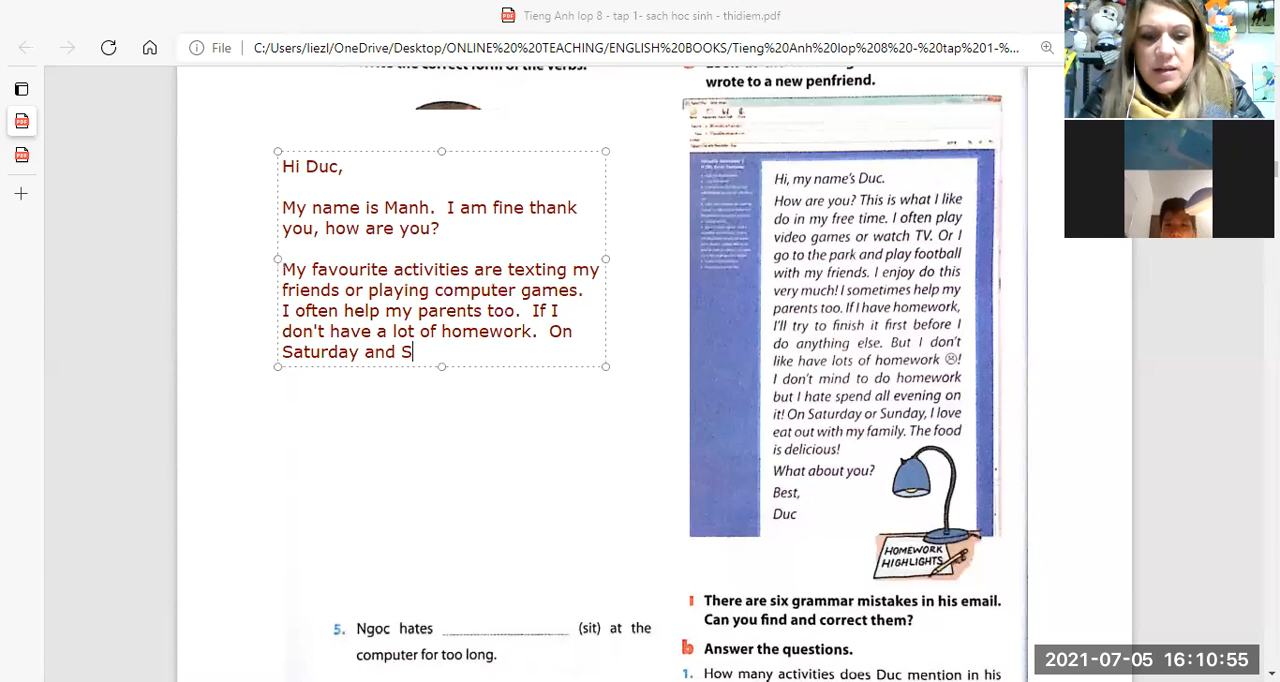 Tieng Anh lop 8 - tap 1- sach hoc sinh - thidiem.pdf
File C:/Users/liezl/OneDrive/Desktop/ONLINE%20%20TEACHING/ENGLISH%20BOOKS/Tieng%20Anh%20lop%208%20-%20tap%201-%...
wrote to a new penfriend.
Hi Duc,
My name is Manh. I am fine thank
you, how are you?
My favourite activities are texting my
friends or playing computer games.
I often help my parents too. If I
don't have a lot of homework. On
Saturday and S
Hi, my name's Duc.
How are you? This is what I like
do in my free time. I often play
video games or watch TV. Or I
go to the park and play football
with my friends. I enjoy do this
very much! I sometimes help my
parents too. If I have homework,
I'll try to finish it first before I
do anything else. But I don't
like have lots of homework ☹!
I don't mind to do homework
but I hate spend all evening on
it! On Saturday or Sunday, I love
eat out with my family. The food
is delicious!
What about you?
Best,
Duc
HOMEWORK
HIGHLIGHTS
5. Ngoc hates ____________ (sit) at the
computer for too long.
There are six grammar mistakes in his email.
Can you find and correct them?
b Answer the questions.
1. How many activities does Duc mention in his
2021-07-05 16:10:55